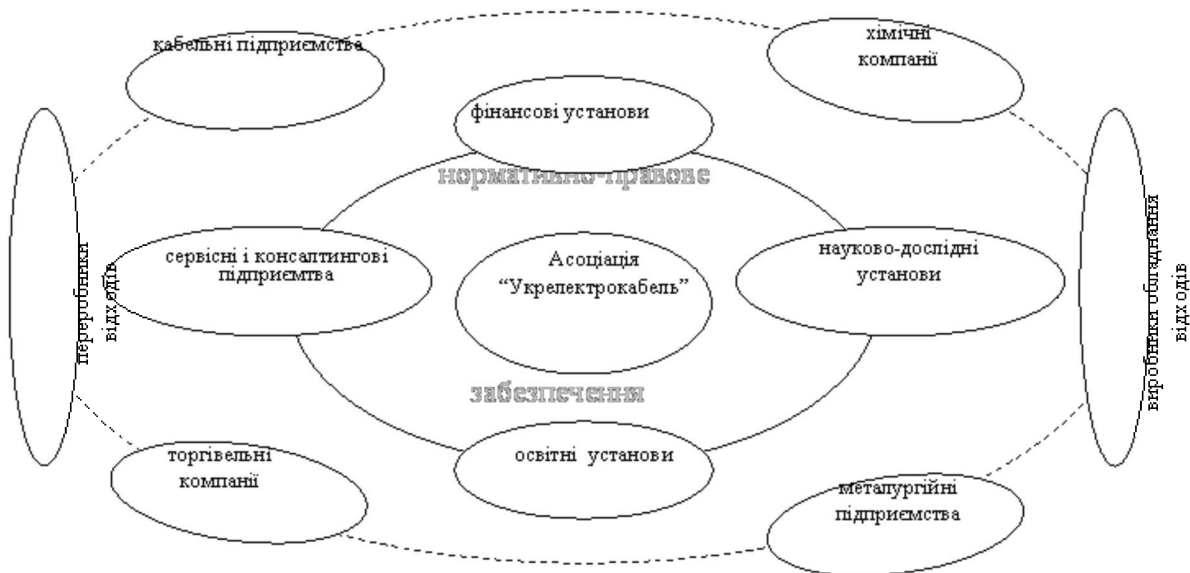 кабельні підприємства
хімічні
компанії
фінансові установи
нормативно-правове
сервісні і консалтингові
підприємтва
Асоціація
“Укрелектрокабель”
науково-дослідні
установи
переробники
відходів
виробники обладнання
відходів
забезпечення
торгівельні
компанії
освітні установи
металургійні
підприємства